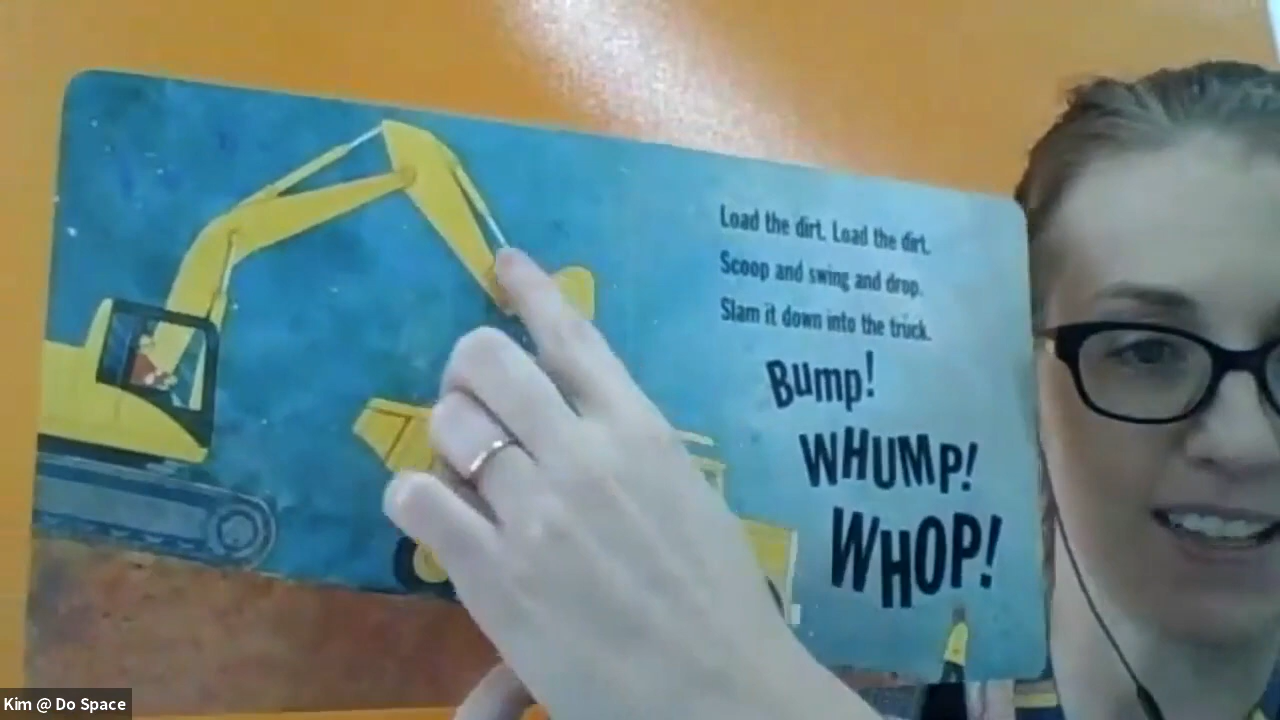 Load the dirt. Load the dirt.
Scoop and swing and drop.
Slam it down into the truck.
Bump!
WHUMP!
WHOP!
Kim @ Do Space